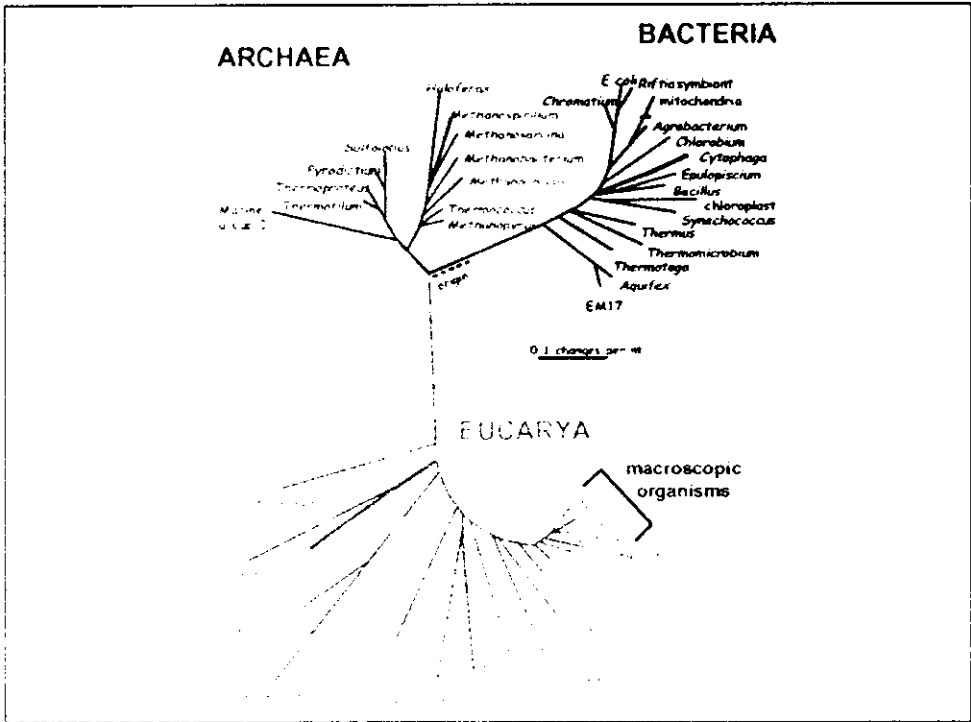 BACTERIA
ARCHAEA
E coli
Riftia symbiont
Chromatium
mitochondria
Agrobacterium
Chlorobium
Cytophaga
Epulopiscium
Bacillus
chloroplast
Synechococcus
Thermus
Thermomicrobium
Thermotoga
Aquifex
EM17
Haloferax
Methanospirillum
Methanosarcina
Methanobacterium
Methanococcus
Thermococcus
Methanopyrus
Sulfolobus
Pyrodictium
Thermoproteus
Thermofilum
Marine
origin
0.1 changes per nt
EUCARYA
macroscopic
organisms